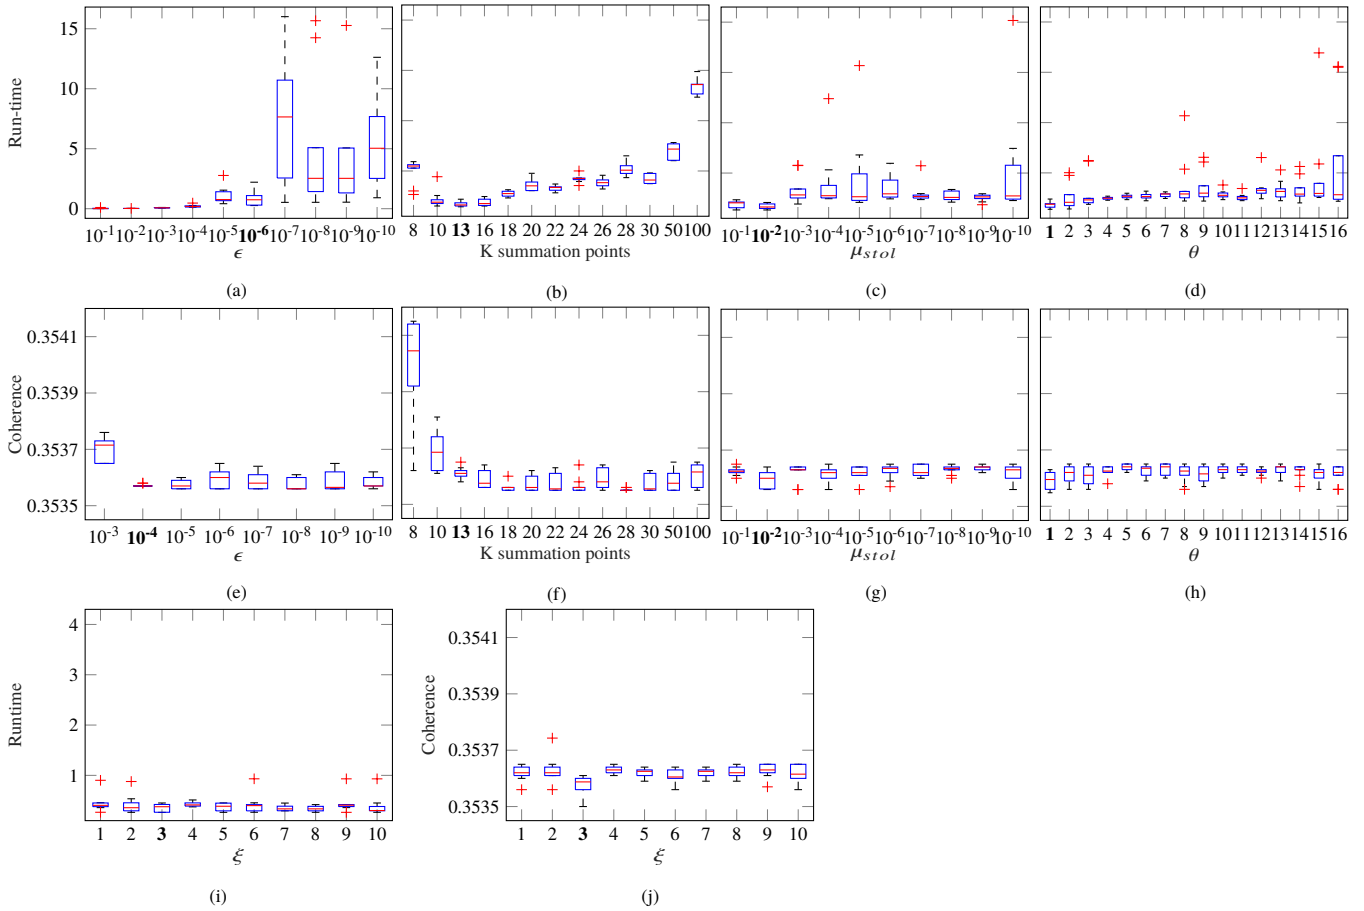 Run-time
15
10
5
0
10⁻¹ 10⁻² 10⁻³ 10⁻⁴ 10⁻⁵ 10⁻⁶ 10⁻⁷ 10⁻⁸ 10⁻⁹ 10⁻¹⁰
ϵ
(a)
8 10 13 16 18 20 22 24 26 28 30 50 100
K summation points
(b)
10⁻¹ 10⁻² 10⁻³ 10⁻⁴ 10⁻⁵ 10⁻⁶ 10⁻⁷ 10⁻⁸ 10⁻⁹ 10⁻¹⁰
μstol
(c)
1 2 3 4 5 6 7 8 9 10 11 12 13 14 15 16
θ
(d)
Coherence
0.3541
0.3539
0.3537
0.3535
10⁻³ 10⁻⁴ 10⁻⁵ 10⁻⁶ 10⁻⁷ 10⁻⁸ 10⁻⁹ 10⁻¹⁰
ϵ
(e)
8 10 13 16 18 20 22 24 26 28 30 50 100
K summation points
(f)
10⁻¹ 10⁻² 10⁻³ 10⁻⁴ 10⁻⁵ 10⁻⁶ 10⁻⁷ 10⁻⁸ 10⁻⁹ 10⁻¹⁰
μstol
(g)
1 2 3 4 5 6 7 8 9 10 11 12 13 14 15 16
θ
(h)
Runtime
4
3
2
1
1 2 3 4 5 6 7 8 9 10
ξ
(i)
Coherence
0.3541
0.3539
0.3537
0.3535
1 2 3 4 5 6 7 8 9 10
ξ
(j)